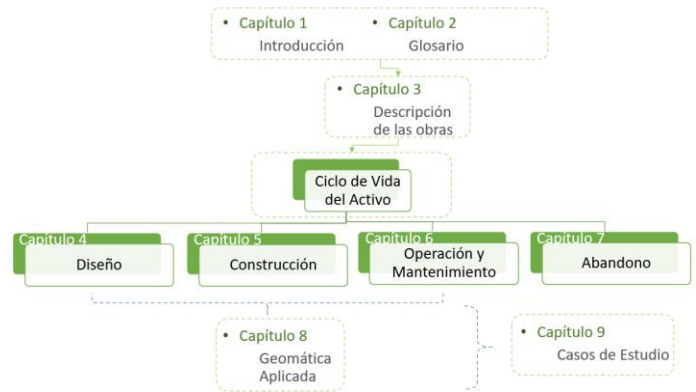 • Capítulo 1
Introducción
• Capítulo 2
Glosario
• Capítulo 3
Descripción
de las obras
Ciclo de Vida
del Activo
Capítulo 4
Diseño
Capítulo 5
Construcción
Capítulo 6
Operación y
Mantenimiento
Capítulo 7
Abandono
• Capítulo 8
Geomática
Aplicada
• Capítulo 9
Casos de Estudio